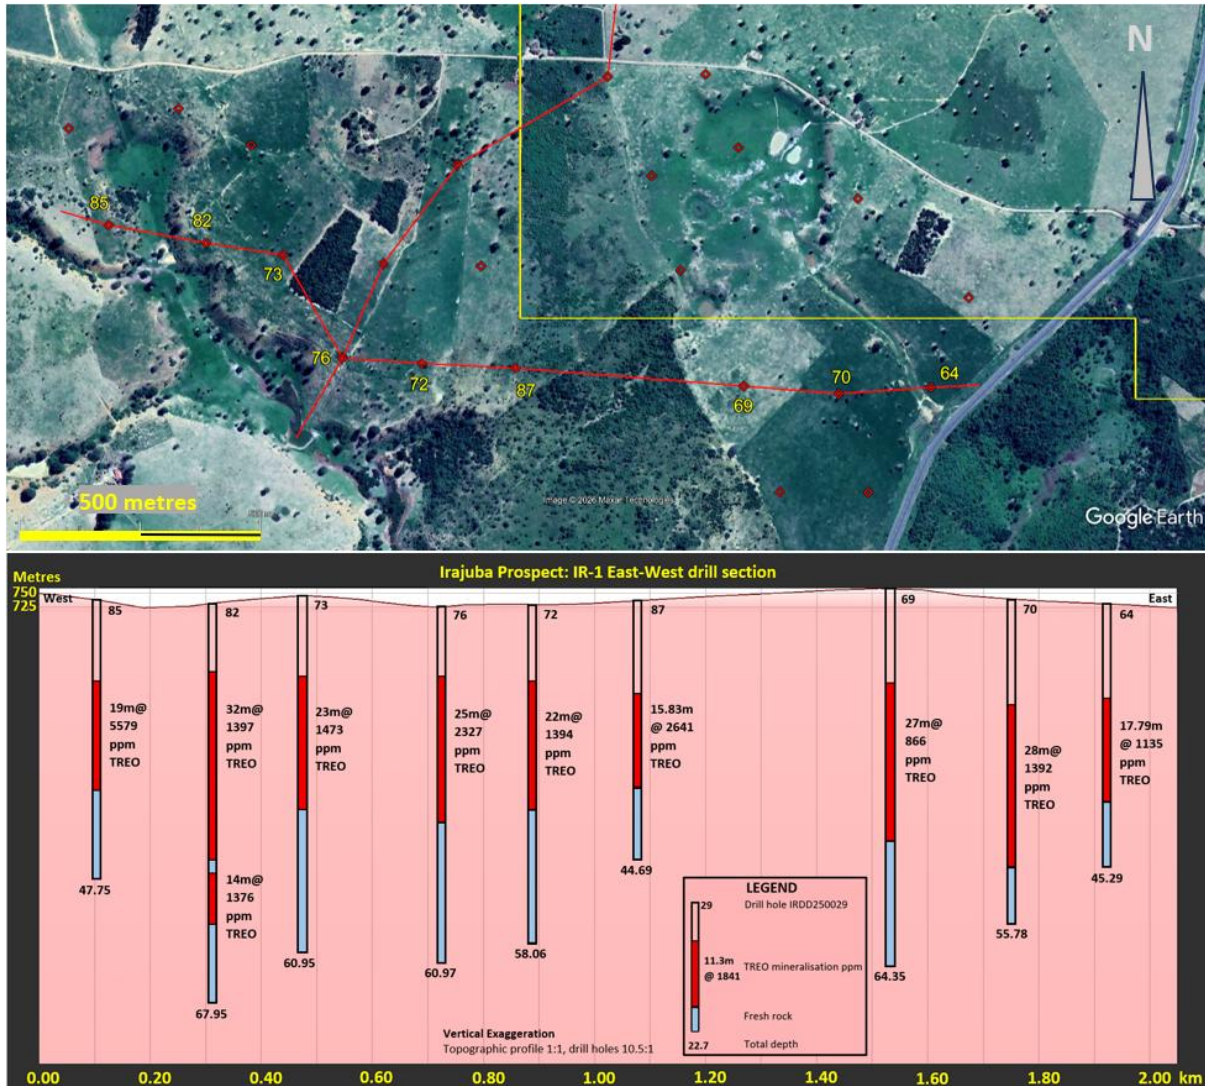 N
85
82
73
76
72
87
69
70
64
500 metres
Image © 2026 Maxar Technologies
Google Earth
Irajuba Prospect: IR-1 East-West drill section
Metres
750
725
West
East
85
82
73
76
72
87
69
70
64
19m@
5579
ppm
TREO
32m@
1397
ppm
TREO
23m@
1473
ppm
TREO
25m@
2327
ppm
TREO
22m@
1394
ppm
TREO
15.83m
@ 2641
ppm
TREO
27m@
866
ppm
TREO
28m@
1392
ppm
TREO
17.79m
@ 1135
ppm
TREO
14m@
1376
ppm
TREO
47.75
67.95
60.95
60.97
58.06
44.69
64.35
55.78
45.29
LEGEND
29
Drill hole IRDD250029
11.3m
@ 1841
TREO mineralisation ppm
Fresh rock
22.7
Total depth
Vertical Exaggeration
Topographic profile 1:1, drill holes 10.5:1
0.00 0.20 0.40 0.60 0.80 1.00 1.20 1.40 1.60 1.80 2.00 km